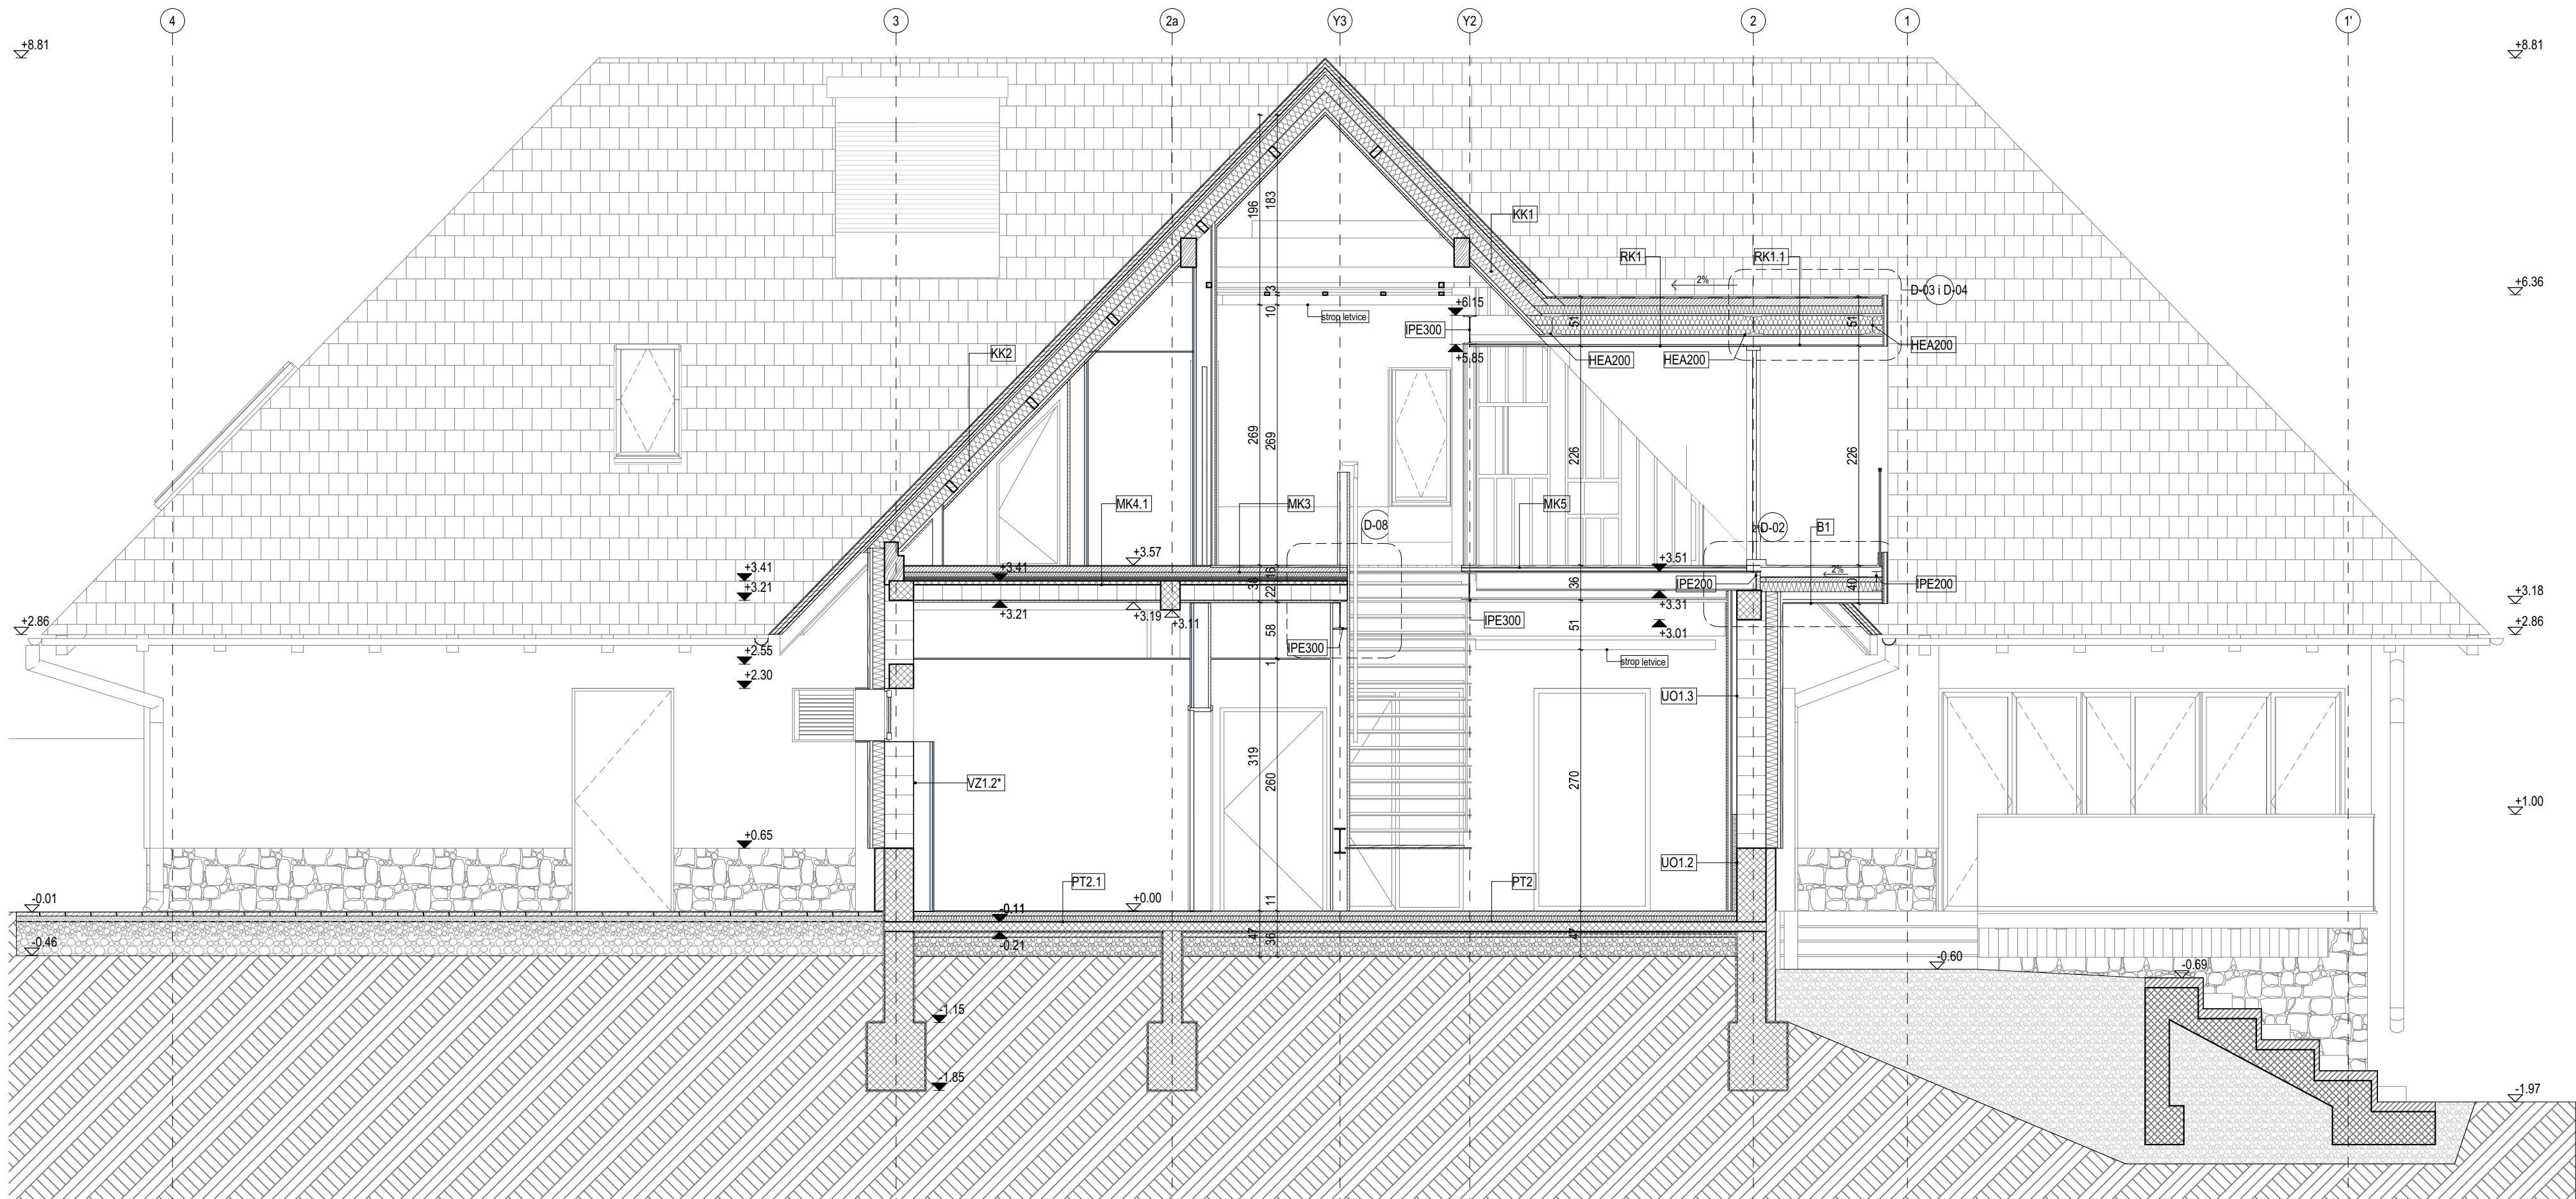 4
3
2a
Y3
Y2
2
1
1'
+8.81
+8.81
196
183
KK1
RK1
RK1.1
2%
D-03 i D-04
+6.36
3
10
strop letvice
+6.15
IPE300
+5.85
51
51
HEA200
HEA200
HEA200
KK2
269
269
226
226
MK4.1
MK3
D-08
MK5
2%
D-02
B1
+3.57
+3.51
+3.41
+3.41
+3.21
16
38
22
36
IPE200
2%
40
IPE200
+3.21
+3.19
+3.11
+3.31
+3.18
+3.01
+2.86
+2.86
58
IPE300
IPE300
51
1
strop letvice
+2.55
+2.30
UO1.3
319
260
270
VZ1.2*
+1.00
+0.65
UO1.2
PT2.1
PT2
-0.01
+0.00
-0.11
11
-0.46
-0.21
47
36
47
-0.60
-0.69
-1.15
-1.85
-1.97